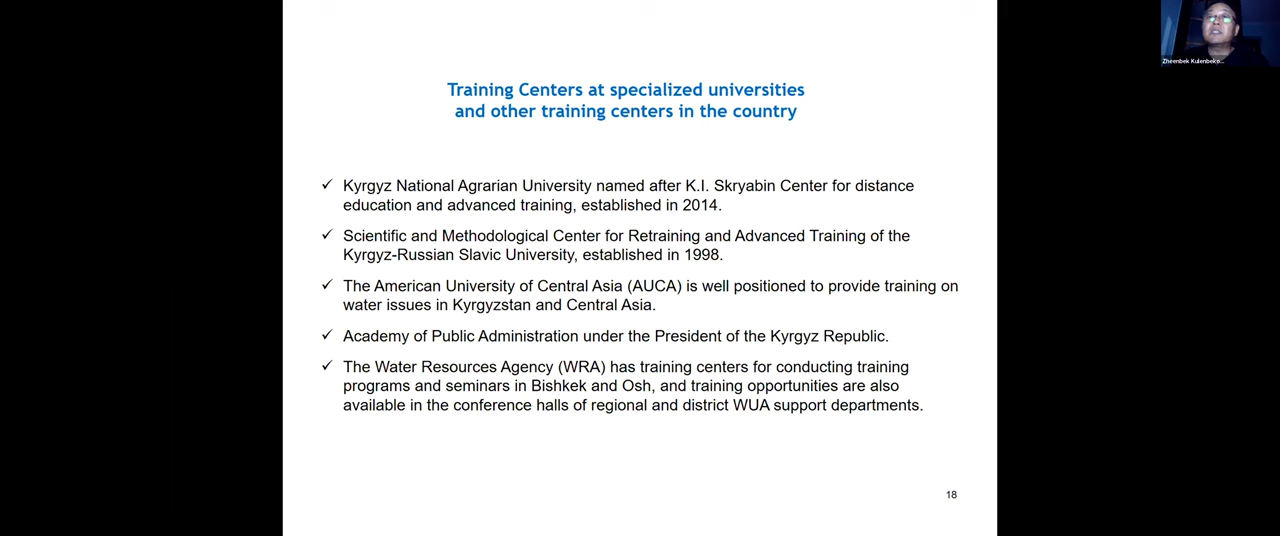 Zheenbek Kulenbeko...
Training Centers at specialized universities
and other training centers in the country
✓ Kyrgyz National Agrarian University named after K.I. Skryabin Center for distance
education and advanced training, established in 2014.
✓ Scientific and Methodological Center for Retraining and Advanced Training of the
Kyrgyz-Russian Slavic University, established in 1998.
✓ The American University of Central Asia (AUCA) is well positioned to provide training on
water issues in Kyrgyzstan and Central Asia.
✓ Academy of Public Administration under the President of the Kyrgyz Republic.
✓ The Water Resources Agency (WRA) has training centers for conducting training
programs and seminars in Bishkek and Osh, and training opportunities are also
available in the conference halls of regional and district WUA support departments.
18